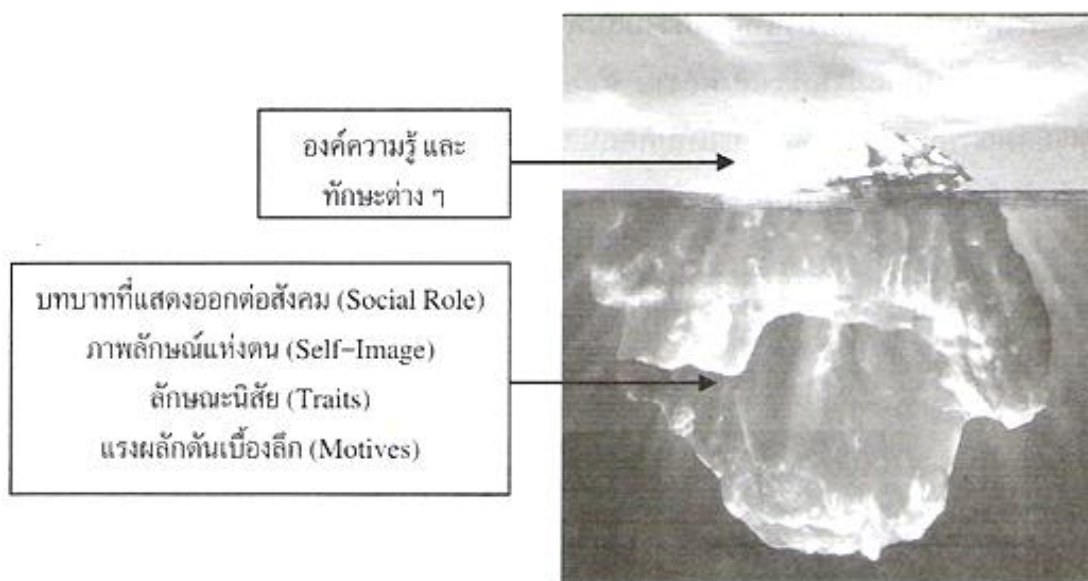 องค์ความรู้ และ
ทักษะต่าง ๆ
บทบาทที่แสดงออกต่อสังคม (Social Role)
ภาพลักษณ์แห่งตน (Self-Image)
ลักษณะนิสัย (Traits)
แรงผลักดันเบื้องลึก (Motives)